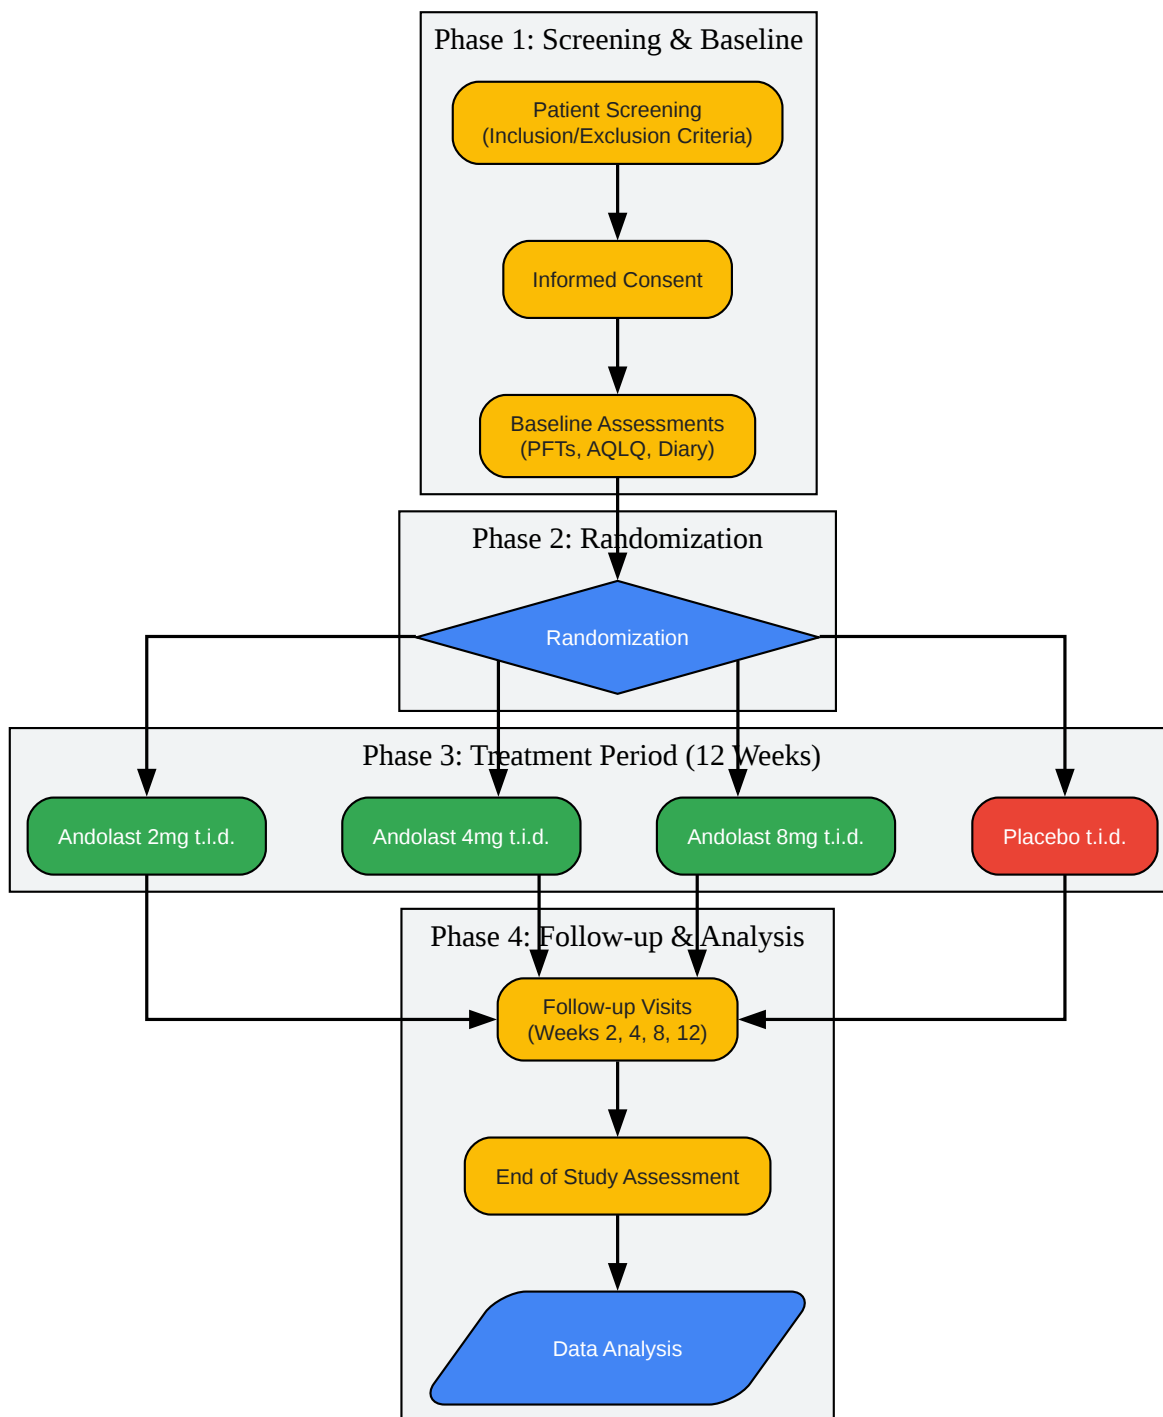 Phase 1: Screening & Baseline
Patient Screening
(Inclusion/Exclusion Criteria)
Informed Consent
Baseline Assessments
(PFTs, AQLQ, Diary)
Phase 2: Randomization
Randomization
Phase 3: Treatment Period (12 Weeks)
Andolast 2mg t.i.d.
Andolast 4mg t.i.d.
Andolast 8mg t.i.d.
Placebo t.i.d.
Phase 4: Follow-up & Analysis
Follow-up Visits
(Weeks 2, 4, 8, 12)
End of Study Assessment
Data Analysis